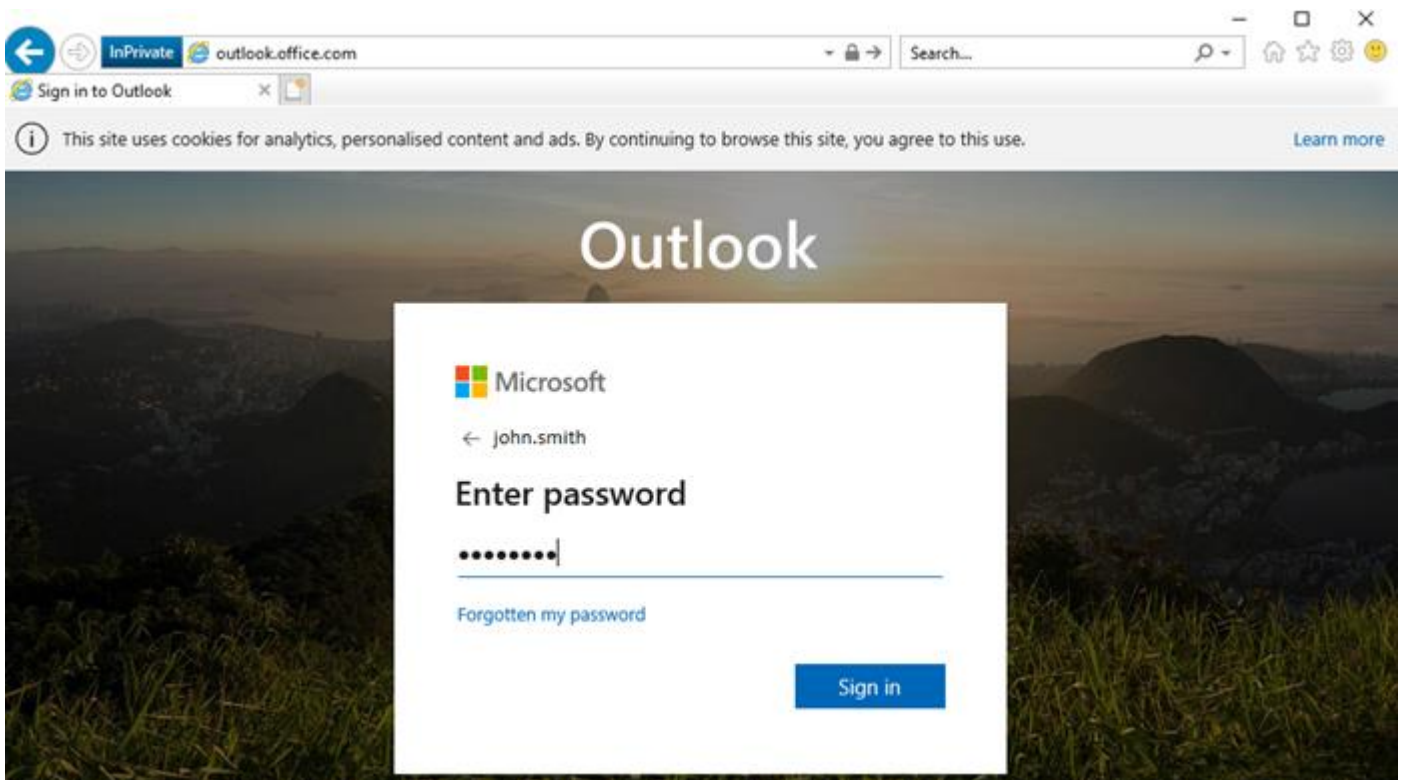 InPrivate outlook.office.com Search...
Sign in to Outlook
This site uses cookies for analytics, personalised content and ads. By continuing to browse this site, you agree to this use. Learn more
Outlook
Microsoft
← john.smith
Enter password
••••••••
Forgotten my password
Sign in